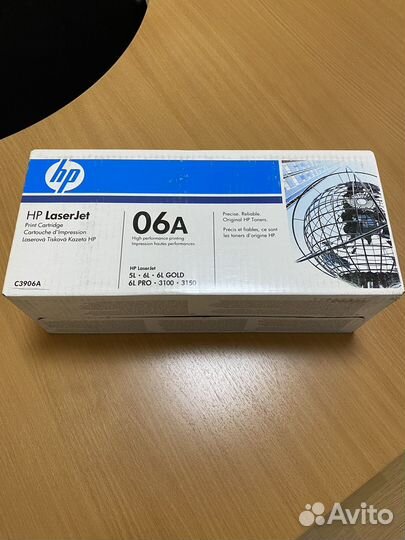 hp
HP LaserJet
Print Cartridge
Cartouche d'Impression
Laserová Tisková Kazeta HP
C3906A
06A
High performance printing
Impression hautes performances
HP LaserJet
5L • 6L • 6L GOLD
6L PRO • 3100 • 3150
Precise. Reliable.
Original HP Toners.
Précis et fiables, ce sont
les toners d'origine HP.
Avito